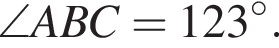 ∠ABC = 123°.